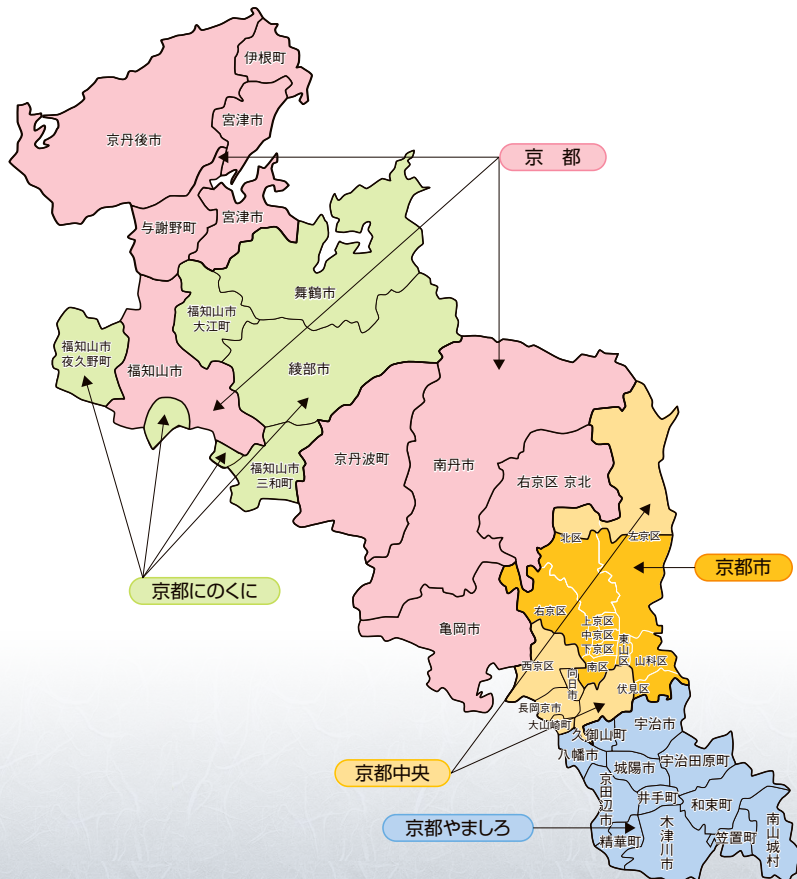 伊根町
宮津市
京丹後市
京 都
宮津市
与謝野町
舞鶴市
福知山市
大江町
福知山市
夜久野町
福知山市
綾部市
京丹波町
南丹市
福知山市
三和町
右京区 京北
北区
左京区
京都市
京都にのくに
右京区
上京区
中京区
下京区
東山区
亀岡市
西京区
南区
山科区
向日市
伏見区
長岡京市
大山崎町
久御山町
宇治市
八幡市
城陽市
宇治田原町
京都中央
京田辺市
井手町
和束町
京都やましろ
精華町
木津川市
笠置町
南山城村